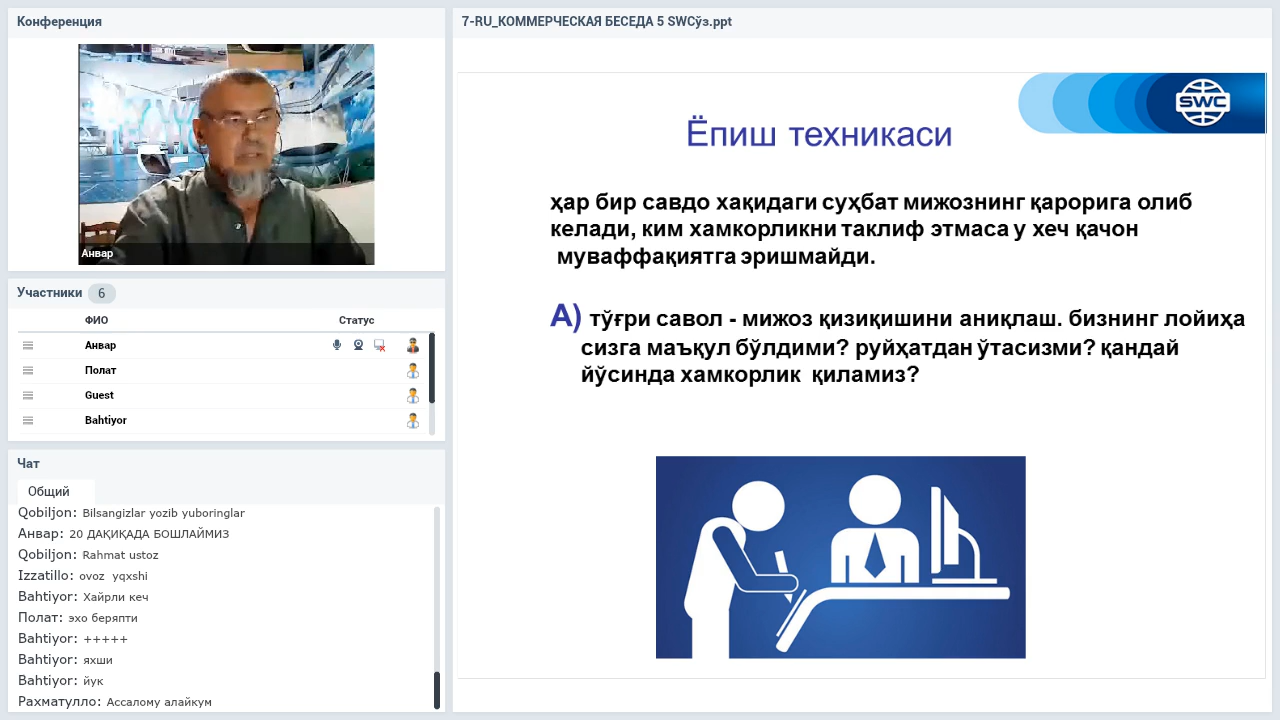 Конференция
Анвар
Участники 6
ФИО Статус
Анвар
Полат
Guest
Bahtiyor
Чат
Общий
Qobiljon: Bilsangizlar yozib yuboringlar
Анвар: 20 ДАҚИҚАДА БОШЛАЙМИЗ
Qobiljon: Rahmat ustoz
Izzatillo: ovoz yqxshi
Bahtiyor: Хайрли кеч
Полат: эхо беряпти
Bahtiyor: +++++
Bahtiyor: яхши
Bahtiyor: йук
Рахматулло: Ассалому алайкум
7-RU_КОММЕРЧЕСКАЯ БЕСЕДА 5 SWCўз.ppt
SWC
Ёпиш техникаси
ҳар бир савдо хақидаги суҳбат мижознинг қарорига олиб
келади, ким хамкорликни таклиф этмаса у хеч қачон
муваффақиятга эришмайди.
А) тўғри савол - мижоз қизиқишини аниқлаш. бизнинг лойиҳа
сизга маъқул бўлдими? руйҳатдан ўтасизми? қандай
йўсинда хамкорлик қиламиз?